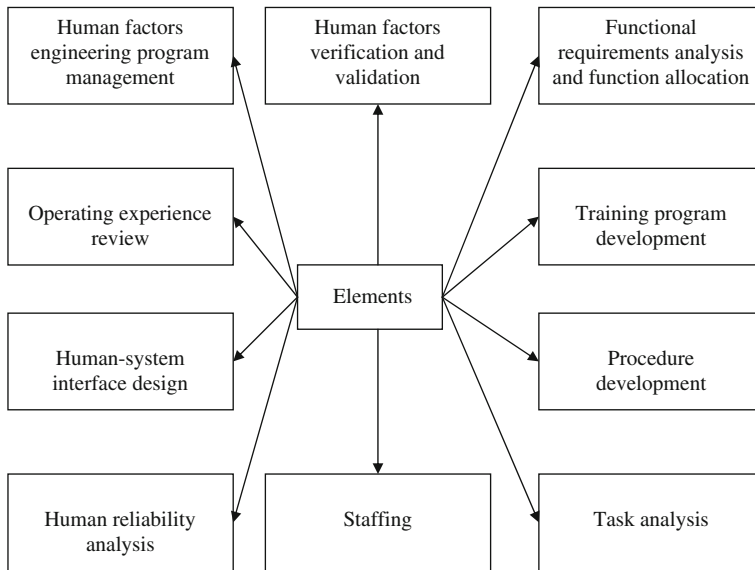 Human factors
engineering program
management
Human factors
verification and
validation
Functional
requirements analysis
and function allocation
Operating experience
review
Training program
development
Elements
Human-system
interface design
Procedure
development
Human reliability
analysis
Staffing
Task analysis